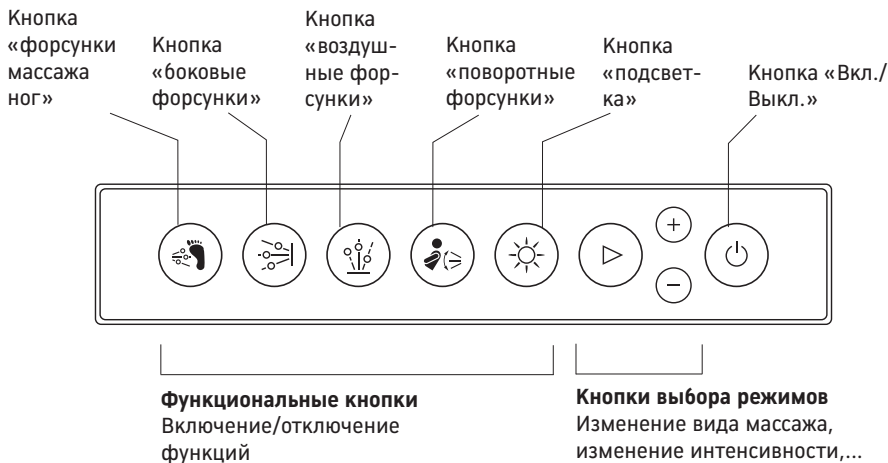 Кнопка
«форсунки
массажа
ног»
Кнопка
«боковые
форсунки»
Кнопка
«воздуш-
ные фор-
сунки»
Кнопка
«поворотные
форсунки»
Кнопка
«подсвет-
ка»
Кнопка «Вкл./
Выкл.»
Функциональные кнопки
Включение/отключение
функций
Кнопки выбора режимов
Изменение вида массажа,
изменение интенсивности,...